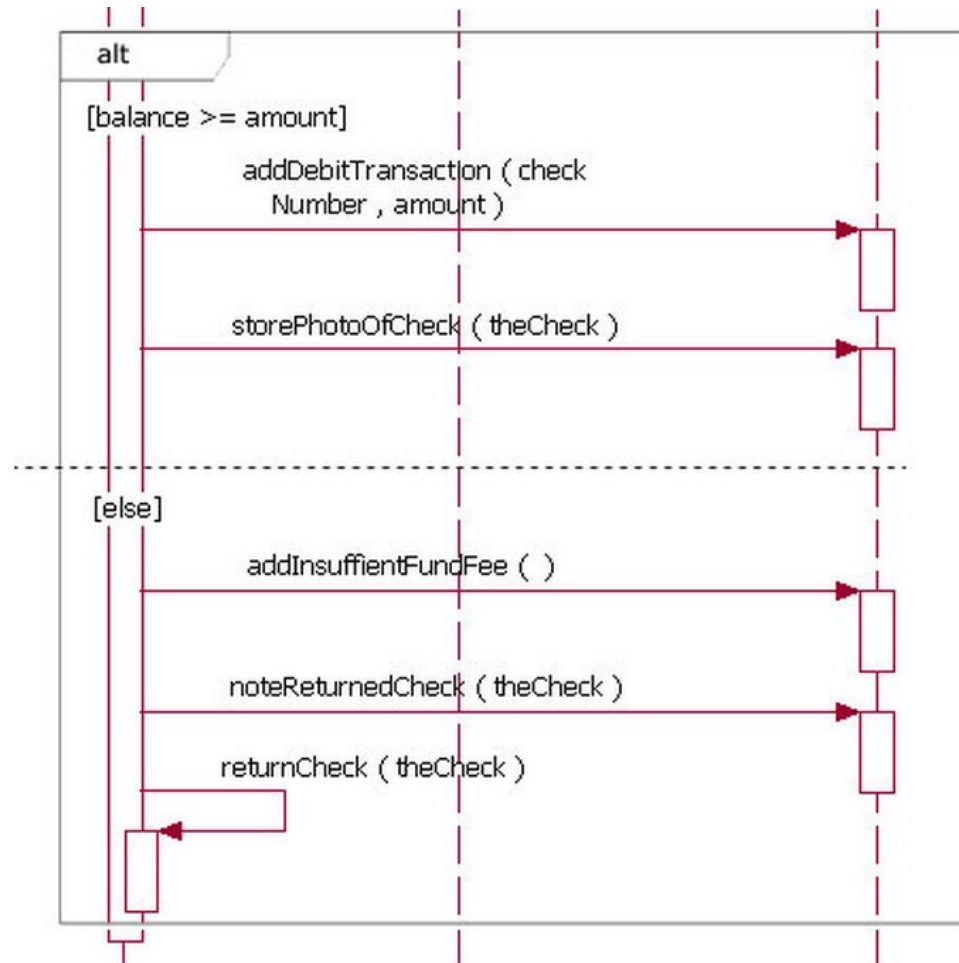 alt
[balance >= amount]
addDebitTransaction ( check
Number , amount )
storePhotoOfCheck ( theCheck )
[else]
addInsuffientFundFee ( )
noteReturnedCheck ( theCheck )
returnCheck ( theCheck )